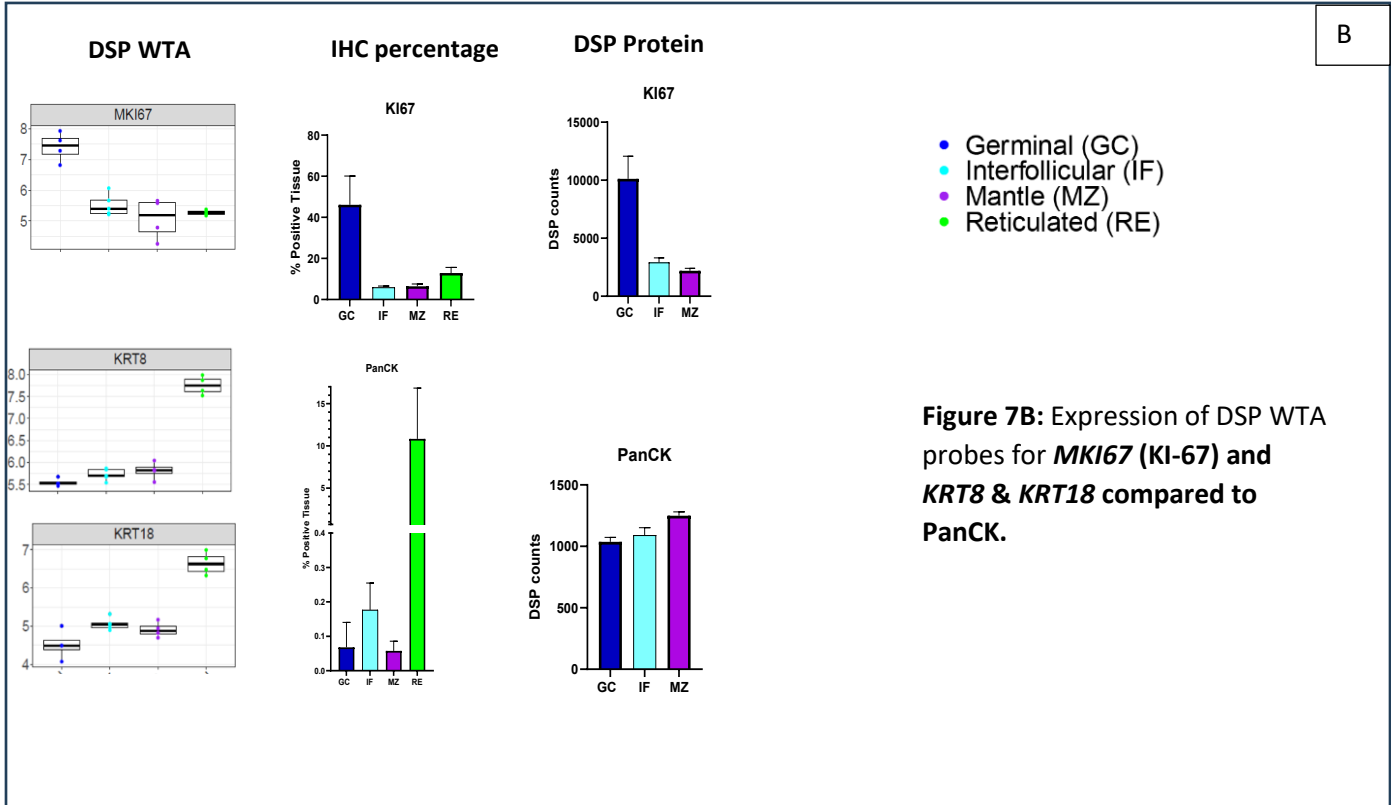 B
DSP WTA
IHC percentage
DSP Protein
MKI67
8
7
6
5
KI67
% Positive Tissue
80
60
40
20
0
GC IF MZ RE
KI67
DSP counts
15000
10000
5000
0
GC IF MZ
Germinal (GC)
Interfollicular (IF)
Mantle (MZ)
Reticulated (RE)
KRT8
8.0
7.5
7.0
6.5
6.0
5.5
KRT18
7
6
5
4
PanCK
% Positive Tissue
15
10
5
0.4
0.3
0.2
0.1
0.0
GC IF MZ RE
PanCK
DSP counts
1500
1000
500
0
GC IF MZ
Figure 7B: Expression of DSP WTA
probes for MKI67 (KI-67) and
KRT8 & KRT18 compared to
PanCK.